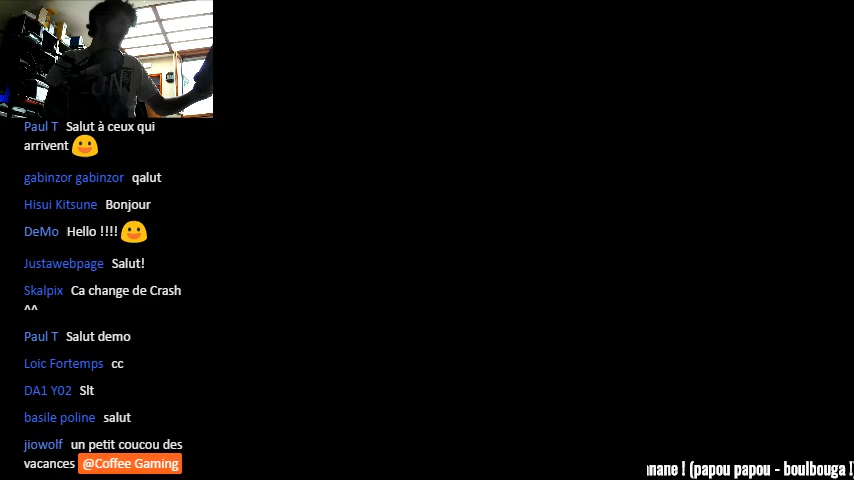 Paul T Salut à ceux qui
arrivent
gabinzor gabinzor qalut
Hisui Kitsune Bonjour
DeMo Hello !!!!
Justawebpage Salut!
Skalpix Ca change de Crash
^^
Paul T Salut demo
Loic Fortemps cc
DA1 Y02 Slt
basile poline salut
jiowolf un petit coucou des
vacances @Coffee Gaming
nane ! (papou papou - boulbouga !)